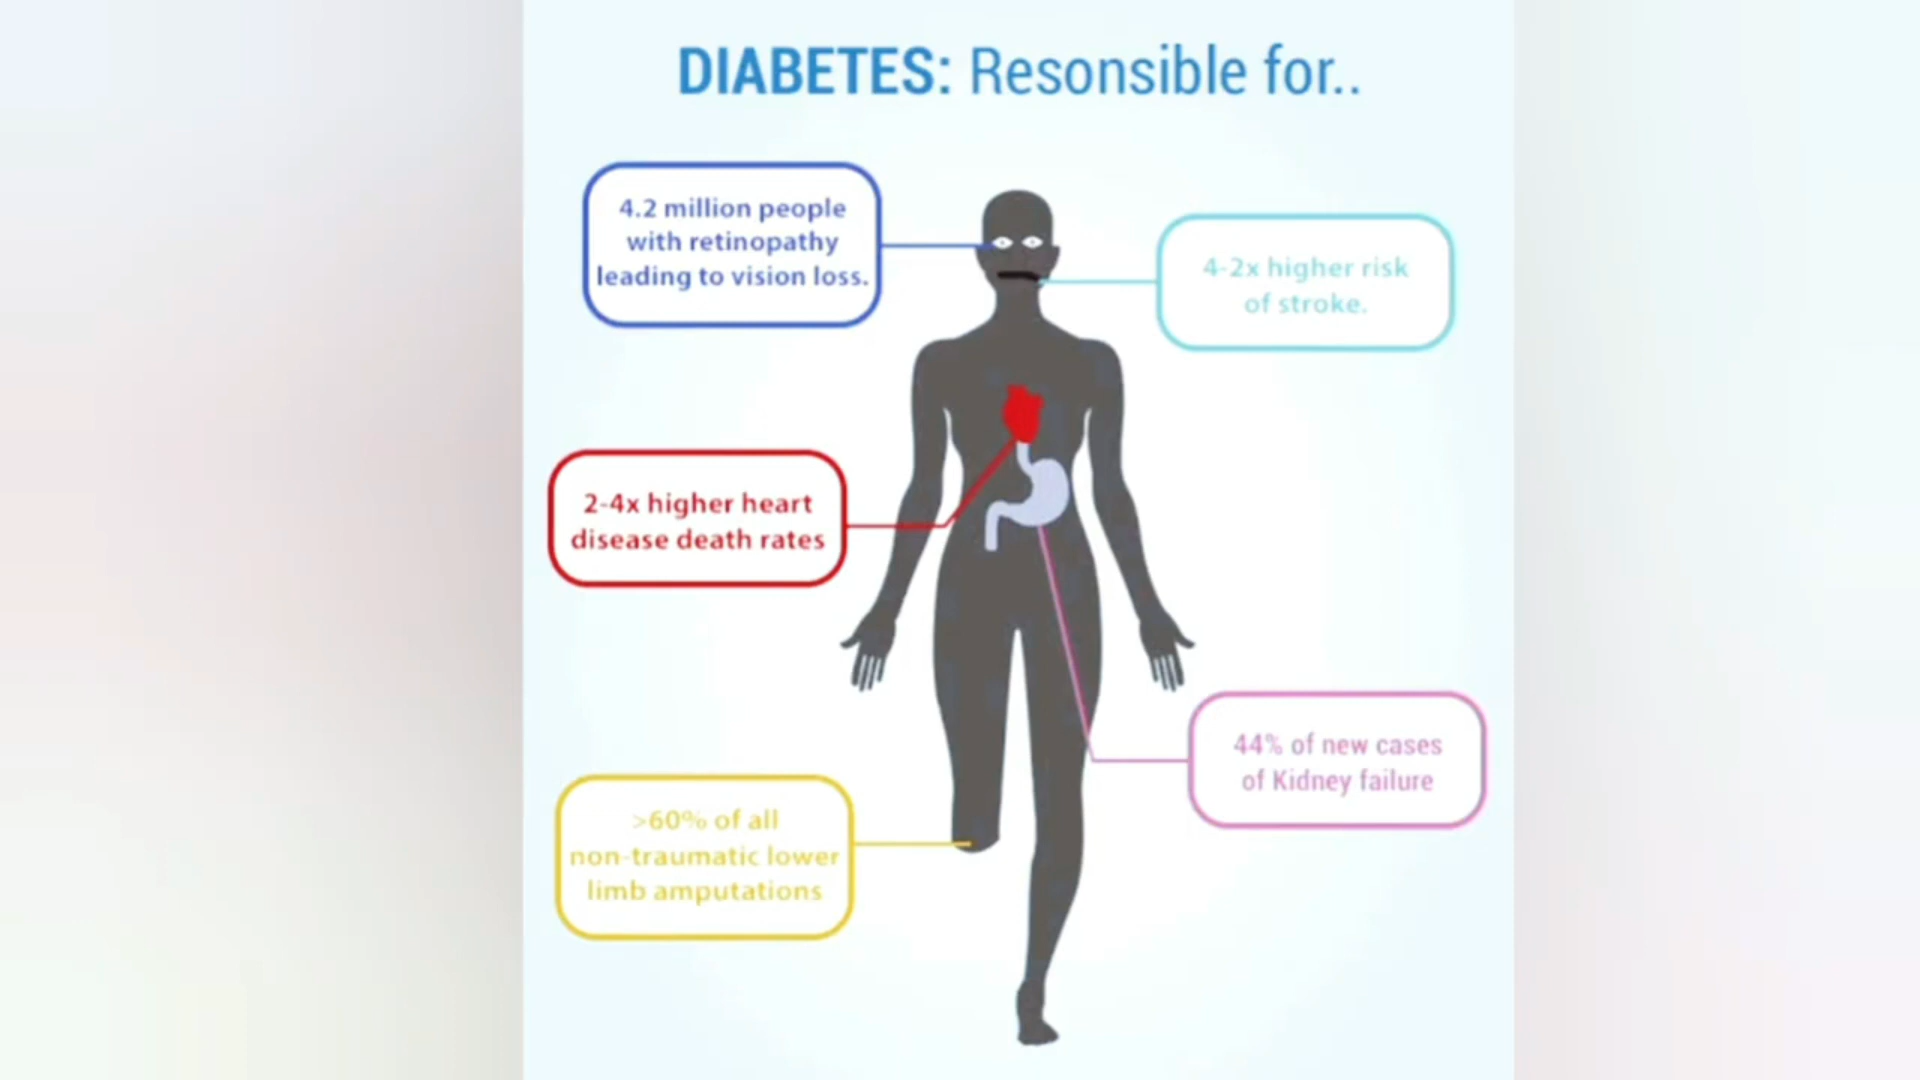 DIABETES: Resonsible for..
4.2 million people
with retinopathy
leading to vision loss.
4-2x higher risk
of stroke.
2-4x higher heart
disease death rates
44% of new cases
of Kidney failure
>60% of all
non-traumatic lower
limb amputations